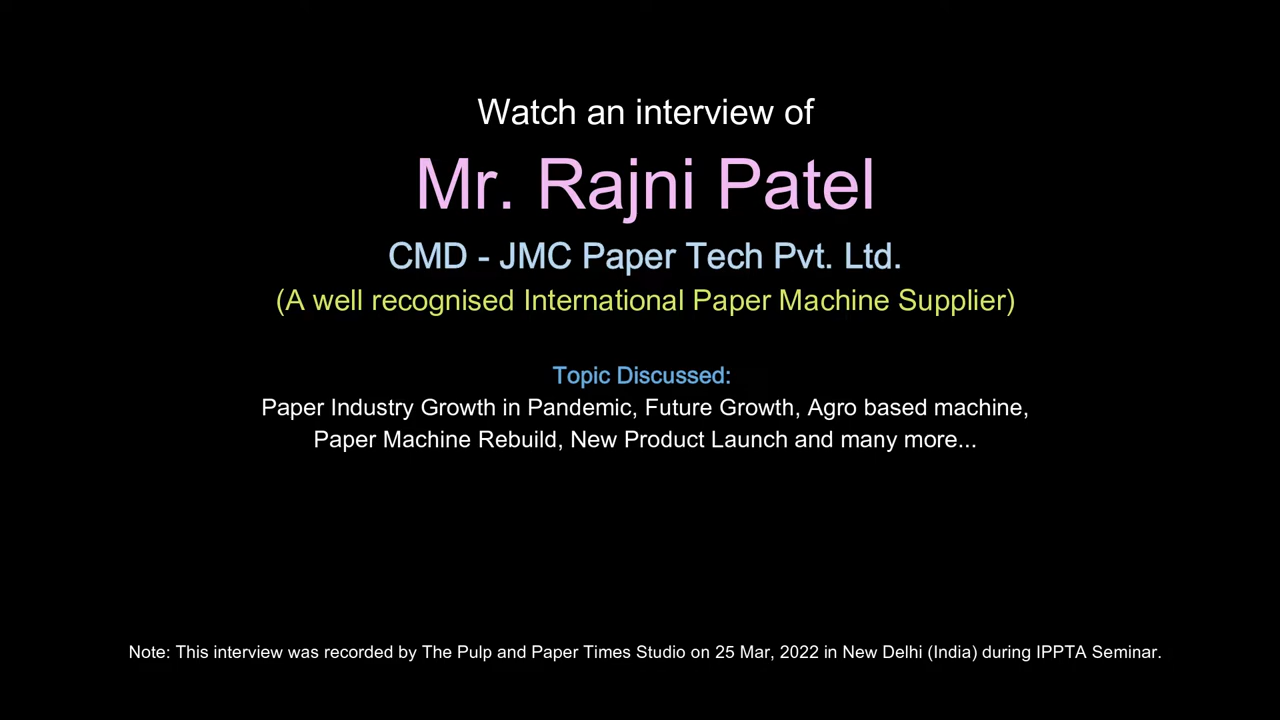 Watch an interview of
Mr. Rajni Patel
CMD - JMC Paper Tech Pvt. Ltd.
(A well recognised International Paper Machine Supplier)
Topic Discussed:
Paper Industry Growth in Pandemic, Future Growth, Agro based machine,
Paper Machine Rebuild, New Product Launch and many more...
Note: This interview was recorded by The Pulp and Paper Times Studio on 25 Mar, 2022 in New Delhi (India) during IPPTA Seminar.